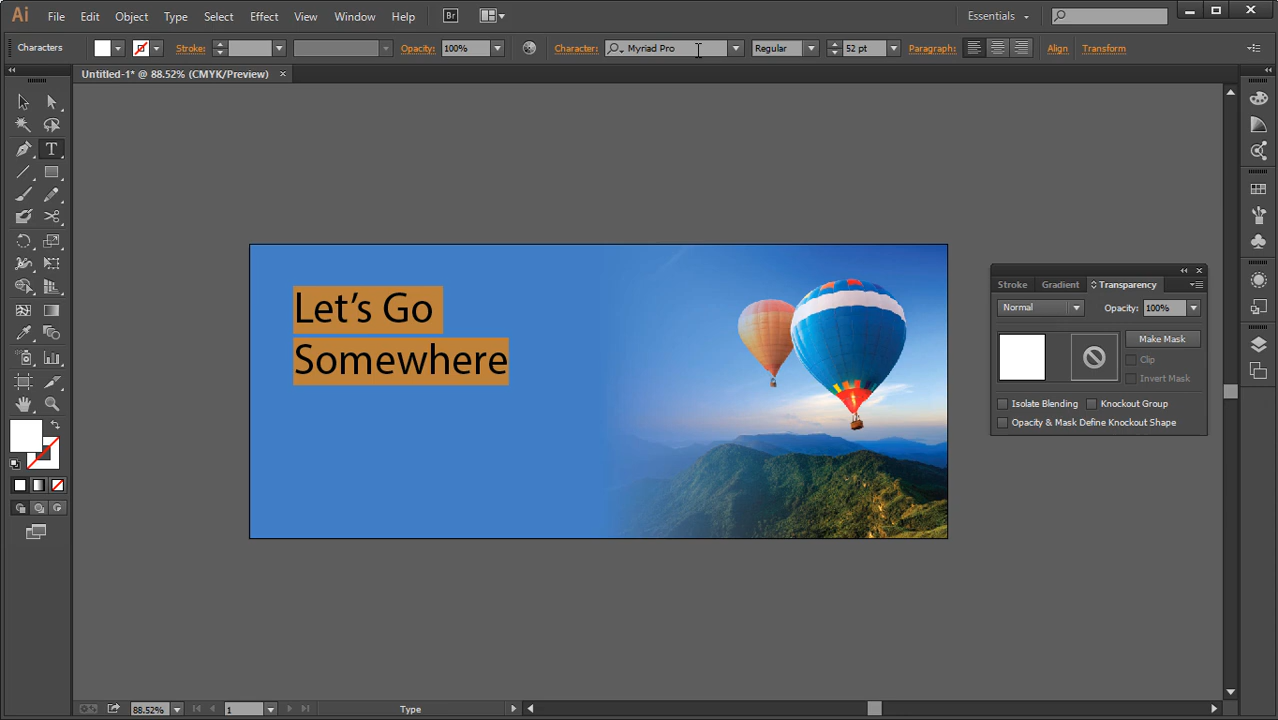 Ai File Edit Object Type Select Effect View Window Help Br Essentials
Characters Stroke: Opacity: 100% Character: Myriad Pro Regular 52 pt Paragraph: Align Transform
Untitled-1* @ 88.52% (CMYK/Preview) ×
T
Let’s Go
Somewhere
Stroke Gradient Transparency
Normal Opacity: 100%
Make Mask
Clip
Invert Mask
Isolate Blending Knockout Group
Opacity & Mask Define Knockout Shape
88.52% 1 Type